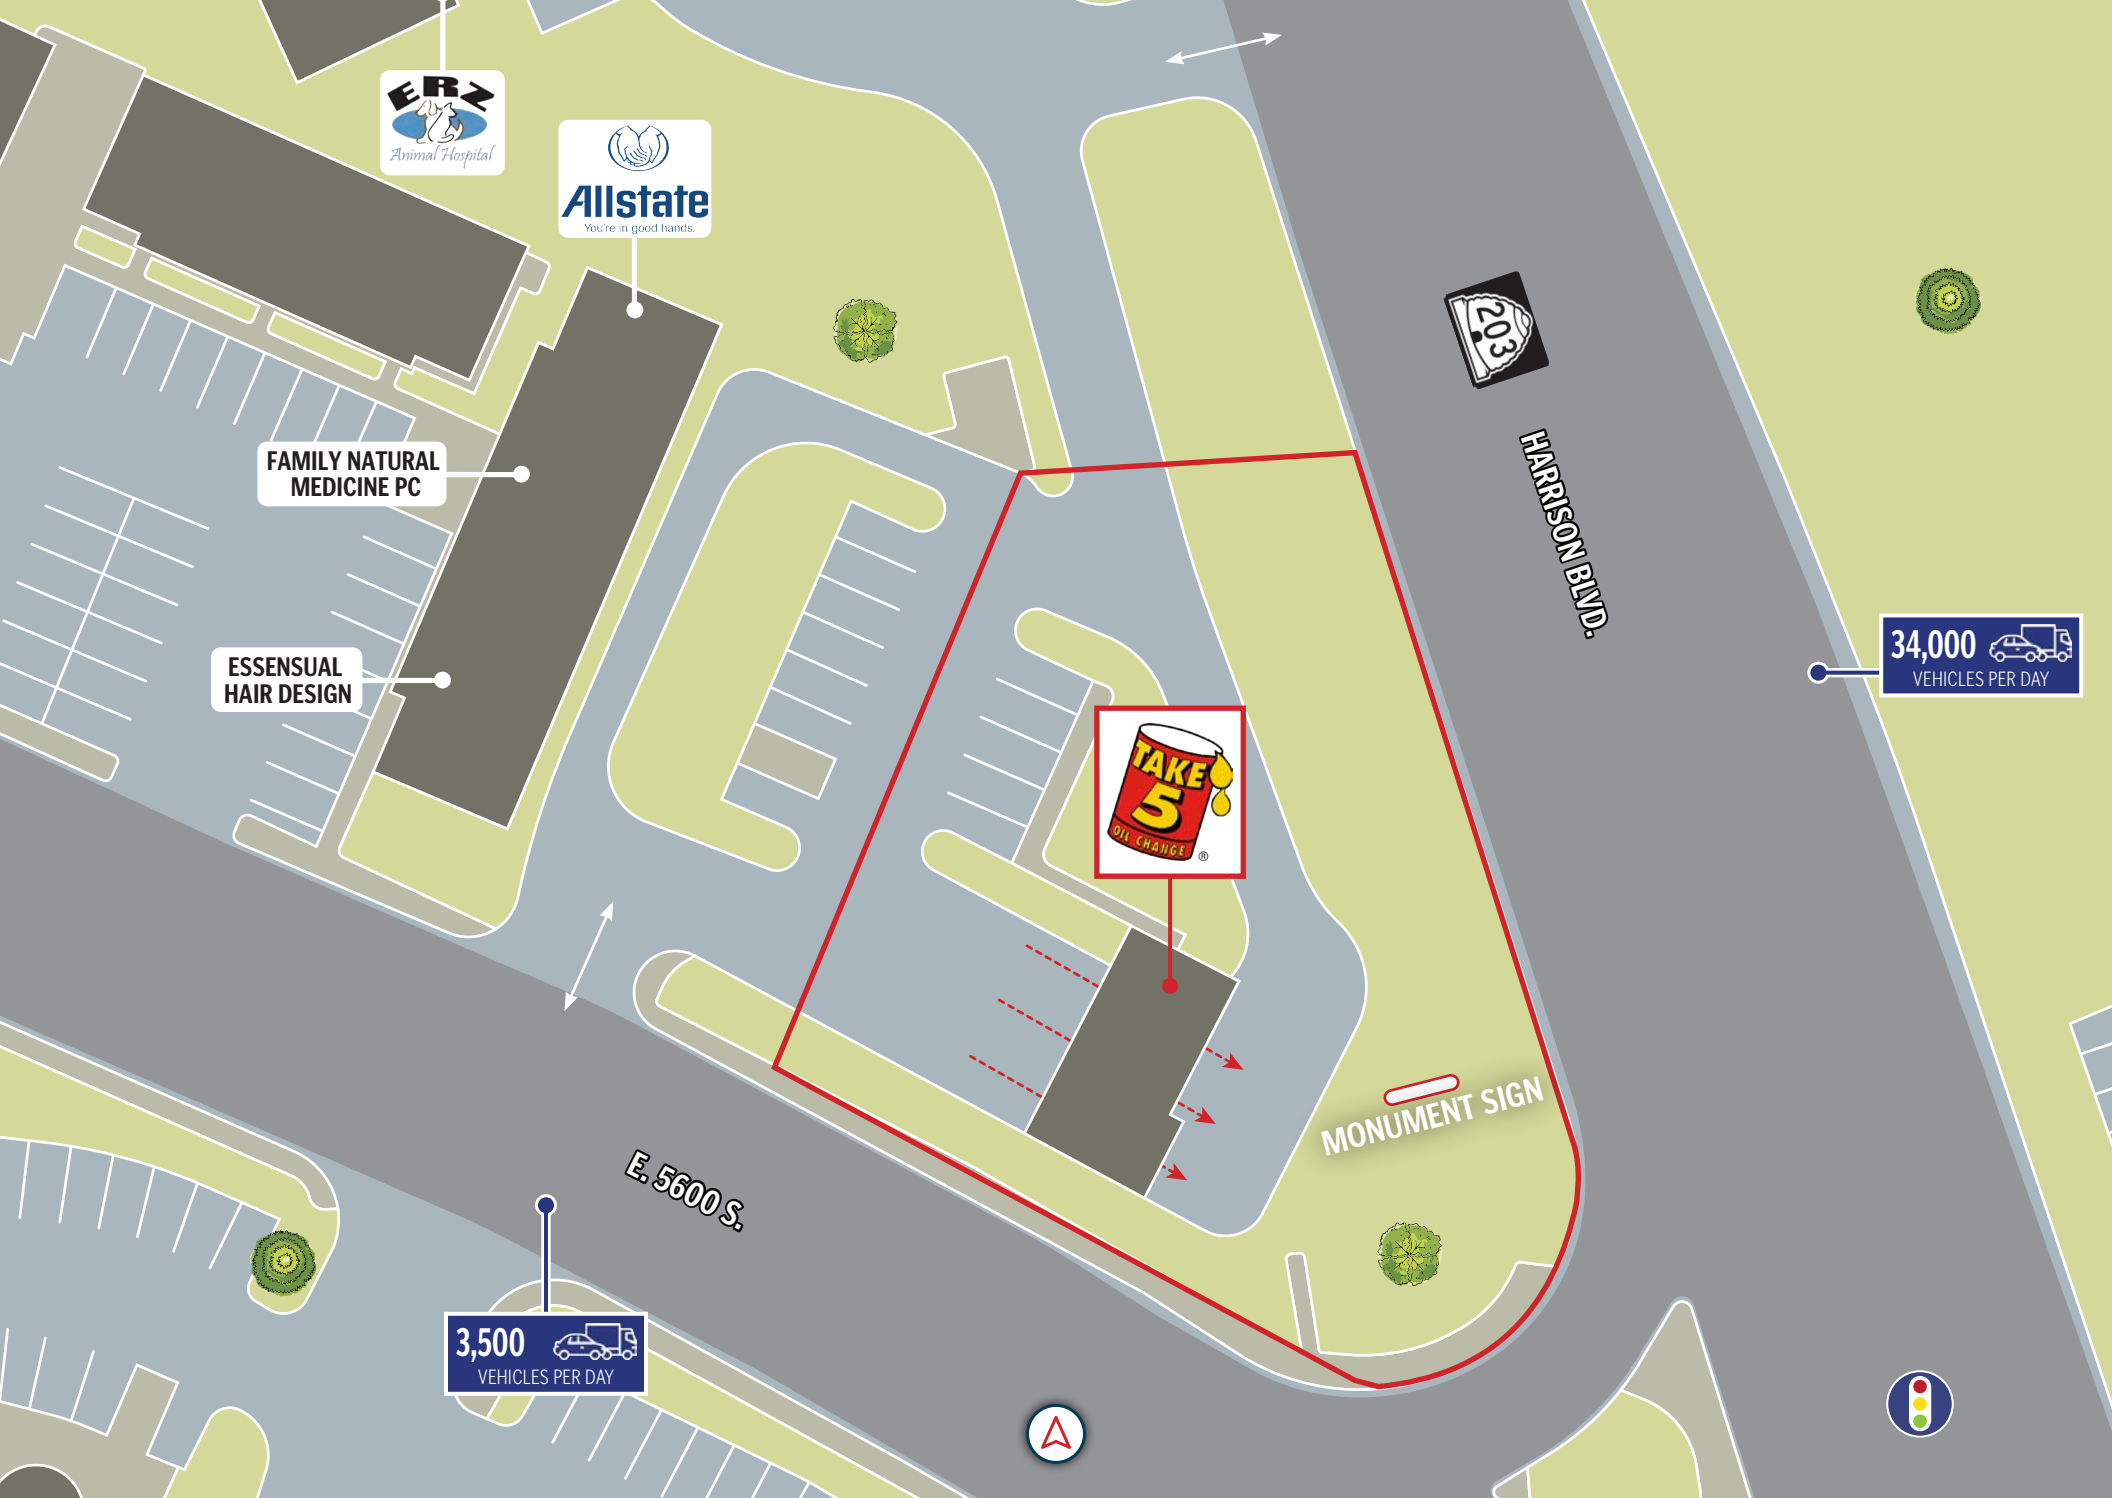 ERZ
Animal Hospital
Allstate
You're in good hands.
203
HARRISON BLVD.
FAMILY NATURAL
MEDICINE PC
ESSENSUAL
HAIR DESIGN
34,000
VEHICLES PER DAY
TAKE
5
OIL CHANGE
®
MONUMENT SIGN
E. 5600 S.
3,500
VEHICLES PER DAY